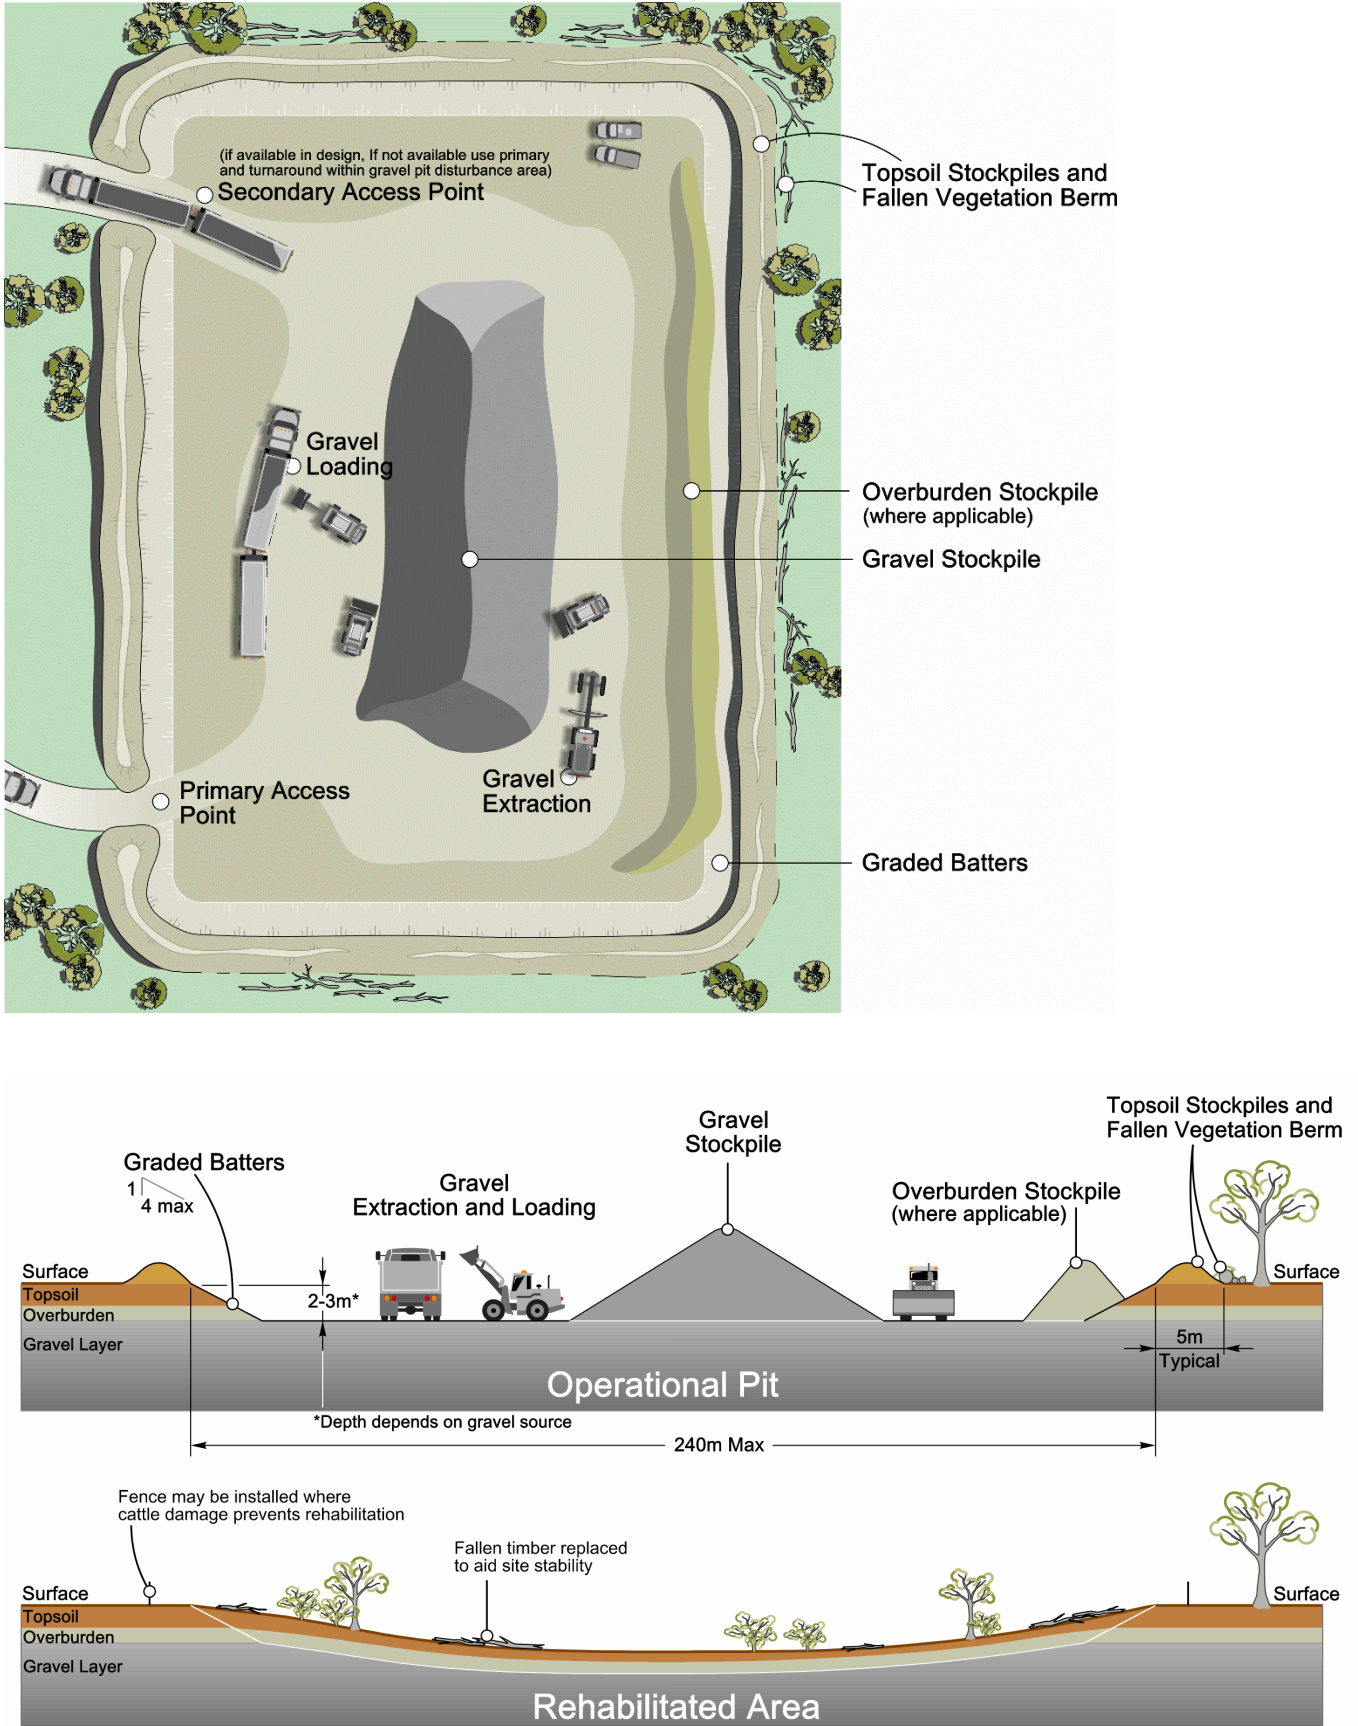 (if available in design, If not available use primary
and turnaround within gravel pit disturbance area)
Secondary Access Point
Topsoil Stockpiles and
Fallen Vegetation Berm
Gravel
Loading
Overburden Stockpile
(where applicable)
Gravel Stockpile
Gravel
Extraction
Primary Access
Point
Graded Batters
Topsoil Stockpiles and
Fallen Vegetation Berm
Gravel
Stockpile
Graded Batters
1
4 max
Gravel
Extraction and Loading
Overburden Stockpile
(where applicable)
Surface
Surface
Topsoil
2-3m*
Overburden
Gravel Layer
5m
Typical
Operational Pit
*Depth depends on gravel source
240m Max
Fence may be installed where
cattle damage prevents rehabilitation
Fallen timber replaced
to aid site stability
Surface
Surface
Topsoil
Overburden
Gravel Layer
Rehabilitated Area